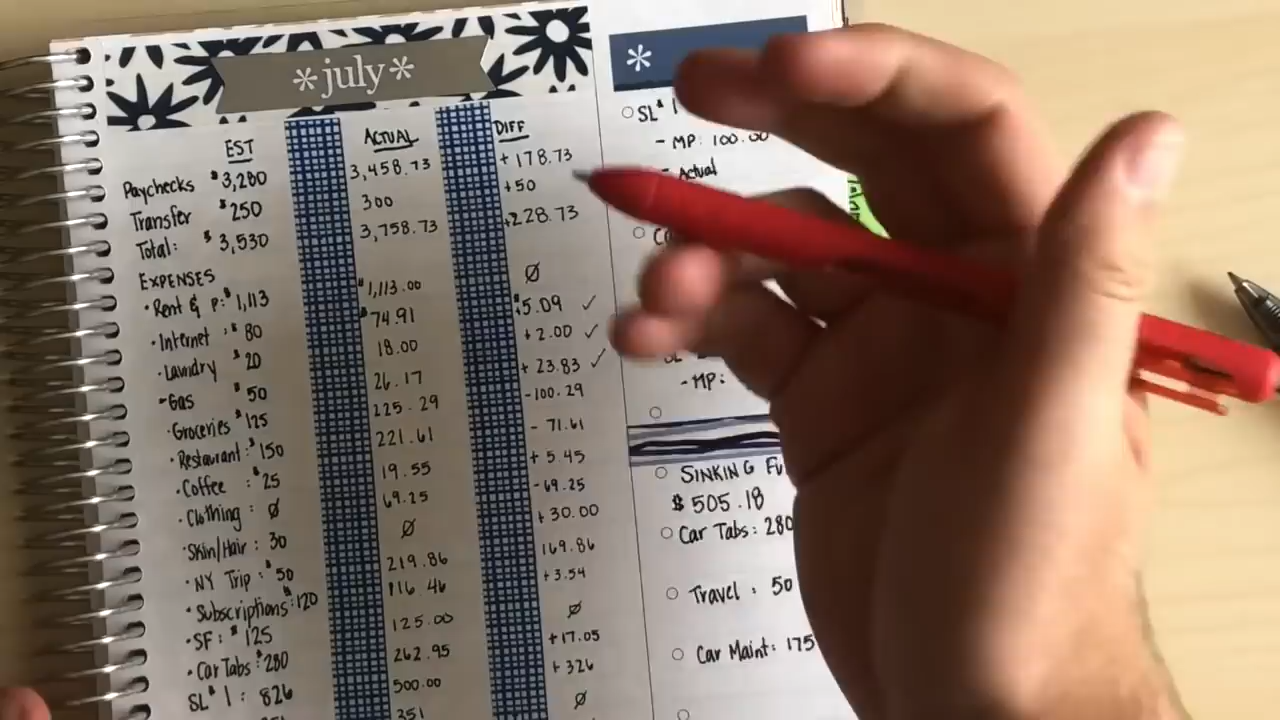 *july*
EST ACTUAL DIFF
Paychecks $3,280 3,458.73 +178.73
Transfer $250 300 +50
Total: $3,530 3,758.73 +228.73
EXPENSES
• Rent & P: $1,113 $1,113.00 Ø
• Internet : $80 $74.91 $5.09 ✓
• Laundry $20 18.00 +2.00 ✓
• Gas $50 26.17 +23.83 ✓
• Groceries $125 225.29 -100.29
• Restaurant: $150 221.61 -71.61
• Coffee : $25 19.55 +5.45
• Clothing : Ø 69.25 -69.25
• Skin/Hair : 30 Ø +30.00
• NY Trip : $50 219.86 169.86
• Subscriptions: $120 116.46 +3.54
• SF : $125 125.00 Ø
• Car Tabs : $280 262.95 +17.05
SL# 1 : 826 500.00 +326
351 351 Ø
*
SL# 1
- MP: 100.00
- Actual
- MP:
SINKING FU
$505.18
Car Tabs: 280
Travel : 50
Car Maint: 175